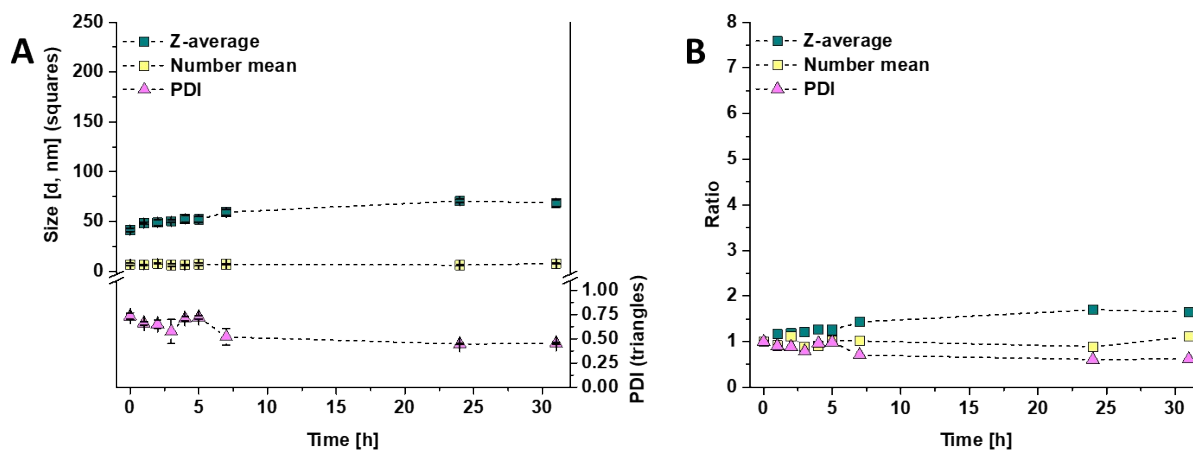 A
Size [d, nm] (squares)
250
200
150
100
50
0
Z-average
Number mean
PDI
1.00
0.75
0.50
0.25
0.00
PDI (triangles)
0 5 10 15 20 25 30
Time [h]
B
Ratio
8
7
6
5
4
3
2
1
0
Z-average
Number mean
PDI
0 5 10 15 20 25 30
Time [h]